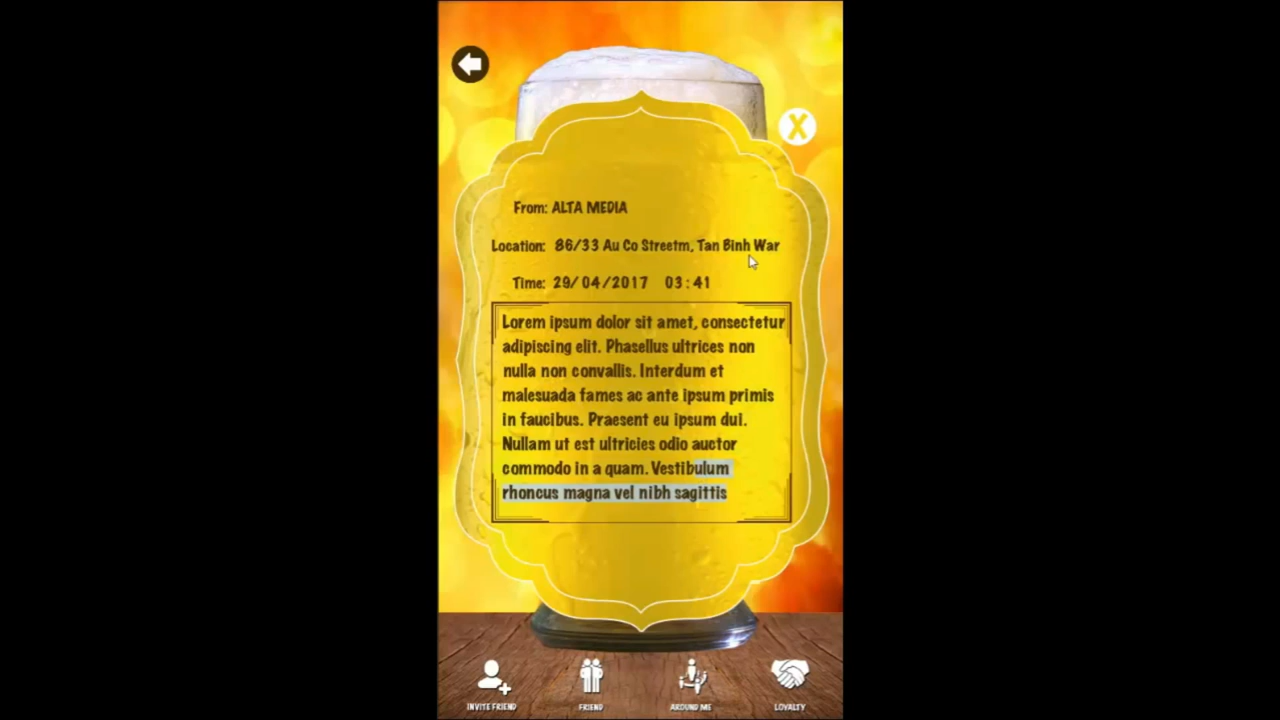 X
From: ALTA MEDIA
Location: 86/33 Au Co Streetm, Tan Binh War
Time: 29/04/2017 03:41
Lorem ipsum dolor sit amet, consectetur
adipiscing elit. Phasellus ultrices non
nulla non convallis. Interdum et
malesuada fames ac ante ipsum primis
in faucibus. Praesent eu ipsum dui.
Nullam ut est ultricies odio auctor
commodo in a quam. Vestibulum
rhoncus magna vel nibh sagittis
INVITE FRIEND FRIEND AROUND ME LOYALTY